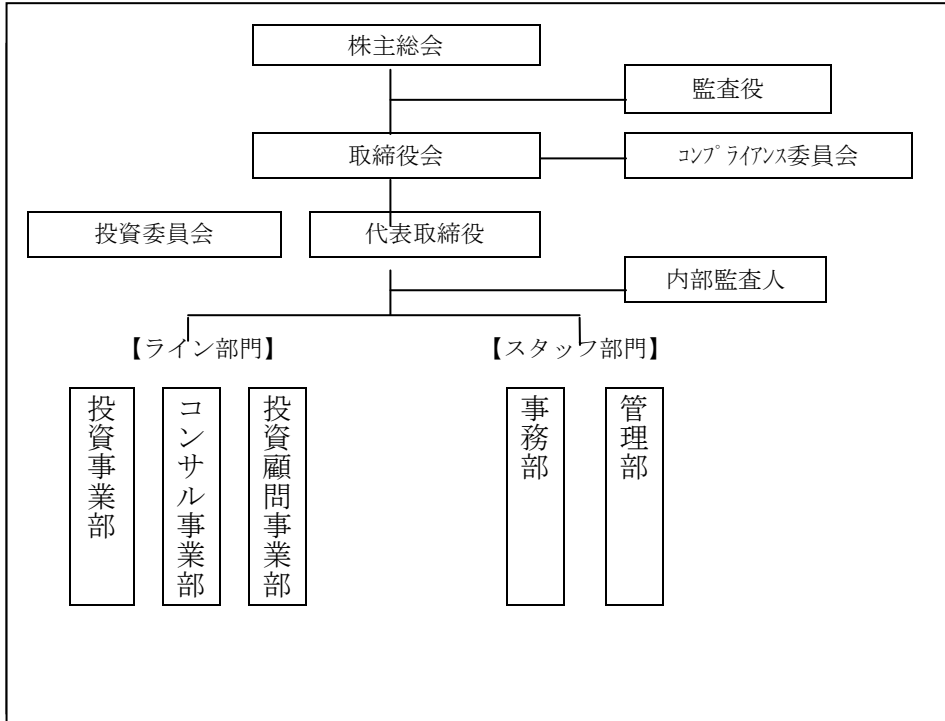 株主総会
監査役
取締役会
ｺﾝﾌﾟﾗｲｱﾝｽ委員会
投資委員会
代表取締役
内部監査人
【ライン部門】
【スタッフ部門】
投資事業部
コンサル事業部
投資顧問事業部
事務部
管理部